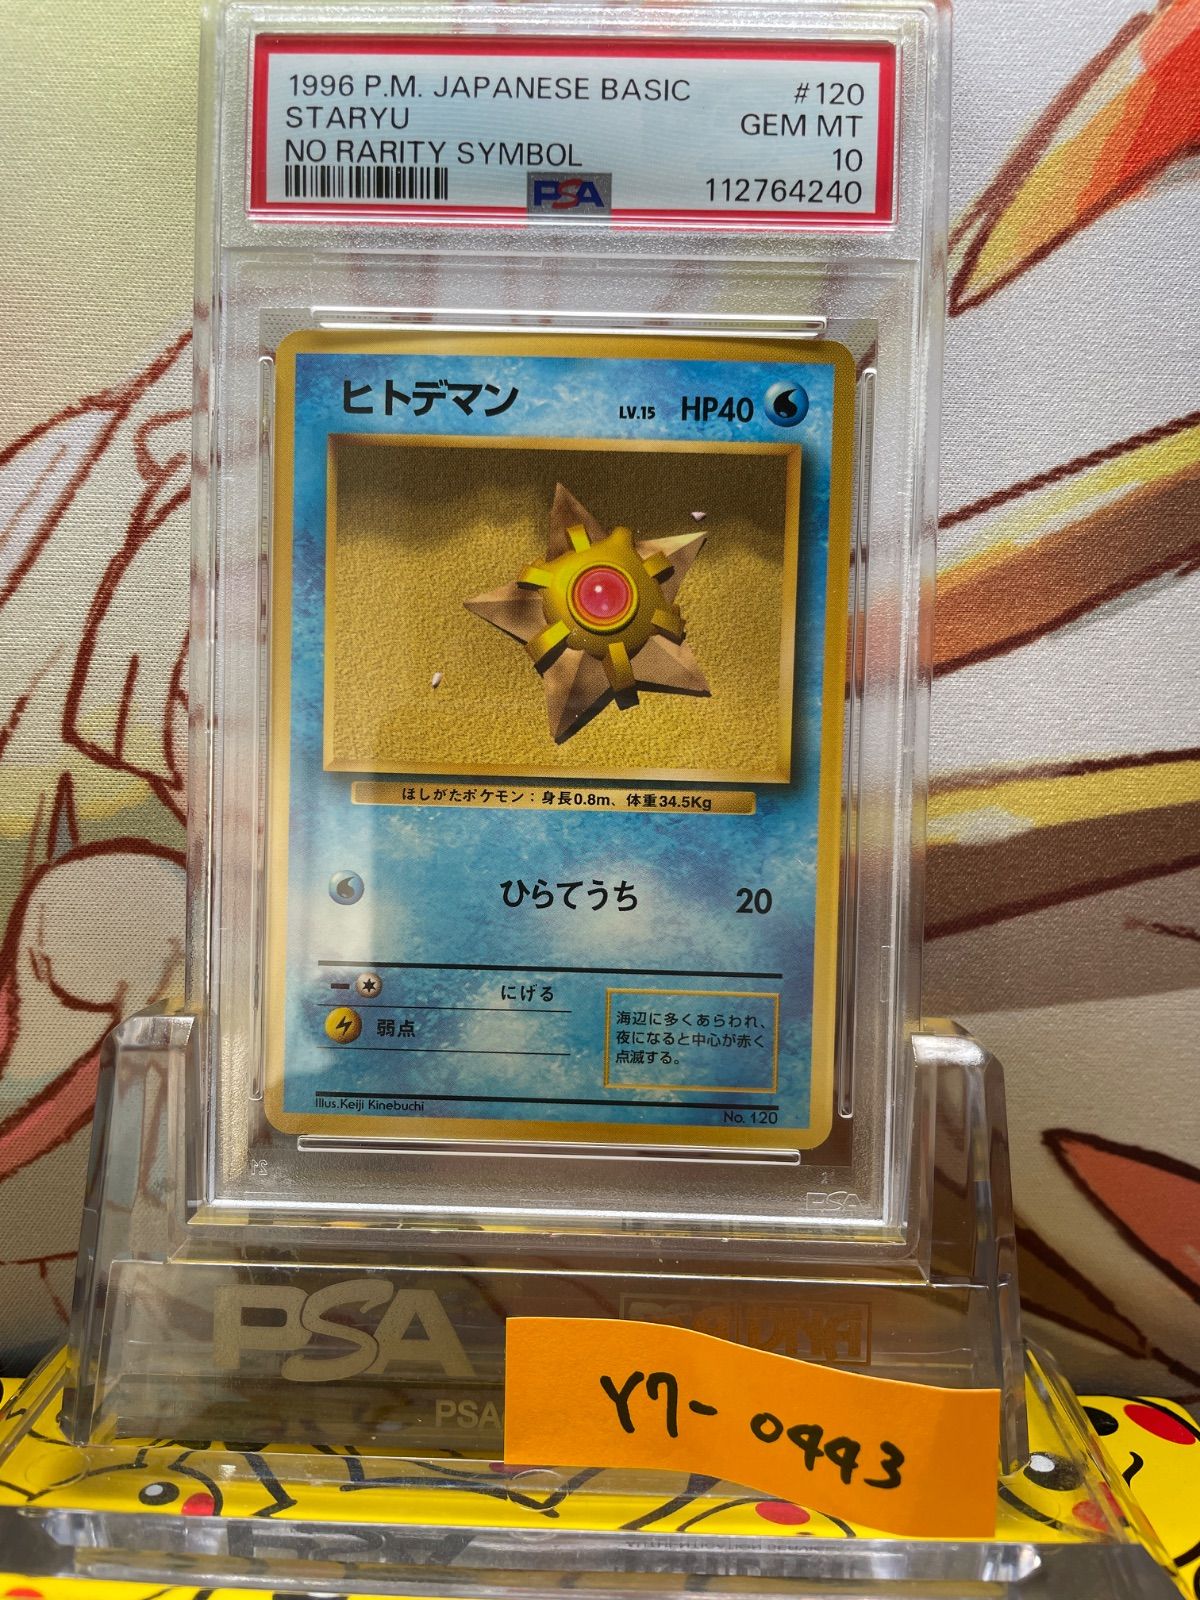 1996 P.M. JAPANESE BASIC #120
STARYU GEM MT
NO RARITY SYMBOL 10
PSA 112764240
ヒトデマン LV.15 HP40
ほしがたポケモン：身長0.8m、体重34.5Kg
ひらてうち 20
にげる
弱点
海辺に多くあらわれ、
夜になると中心が赤く
点滅する。
Illus.Keiji Kinebuchi No. 120
PSA
PSA
PSA
Y7-0443